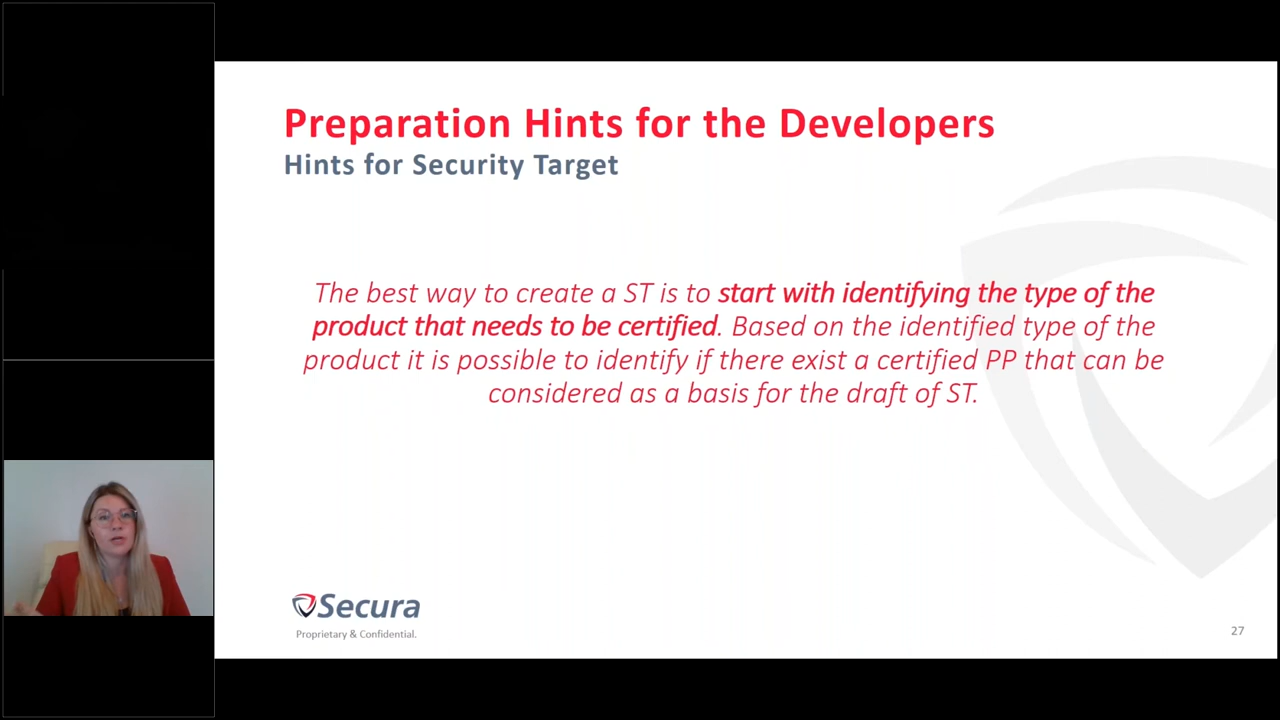 Preparation Hints for the Developers
Hints for Security Target
The best way to create a ST is to start with identifying the type of the
product that needs to be certified. Based on the identified type of the
product it is possible to identify if there exist a certified PP that can be
considered as a basis for the draft of ST.
Secura
Proprietary & Confidential.
27